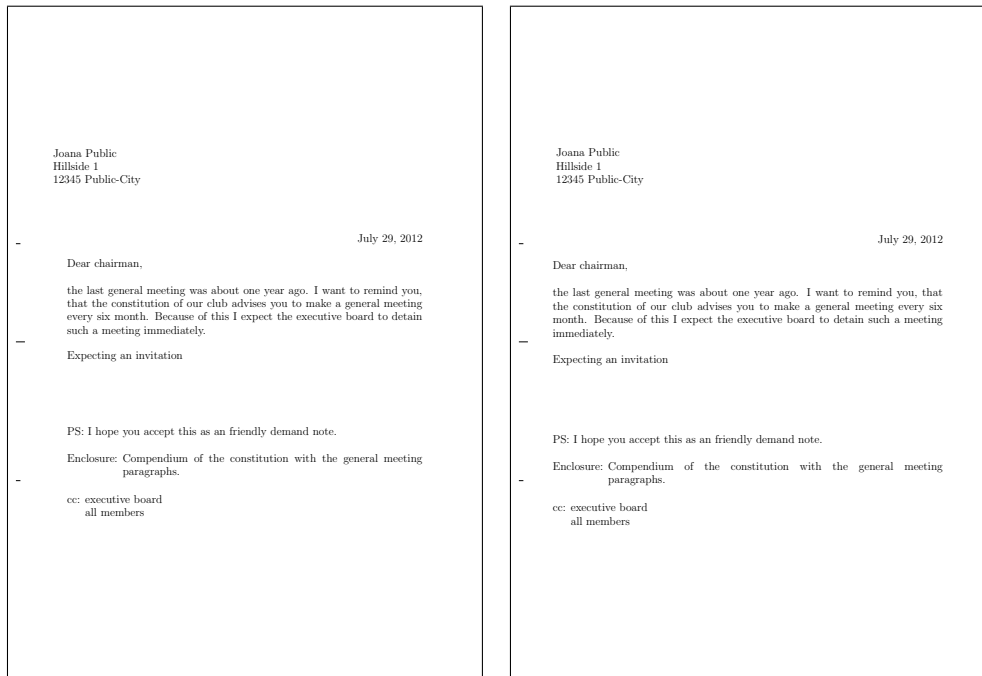 Joana Public
Hillside 1
12345 Public-City
July 29, 2012
Dear chairman,
the last general meeting was about one year ago. I want to remind you,
that the constitution of our club advises you to make a general meeting
every six month. Because of this I expect the executive board to detain
such a meeting immediately.
Expecting an invitation
PS: I hope you accept this as an friendly demand note.
Enclosure: Compendium of the constitution with the general meeting
paragraphs.
cc: executive board
all members
Joana Public
Hillside 1
12345 Public-City
July 29, 2012
Dear chairman,
the last general meeting was about one year ago. I want to remind you, that
the constitution of our club advises you to make a general meeting every six
month. Because of this I expect the executive board to detain such a meeting
immediately.
Expecting an invitation
PS: I hope you accept this as an friendly demand note.
Enclosure: Compendium of the constitution with the general meeting
paragraphs.
cc: executive board
all members